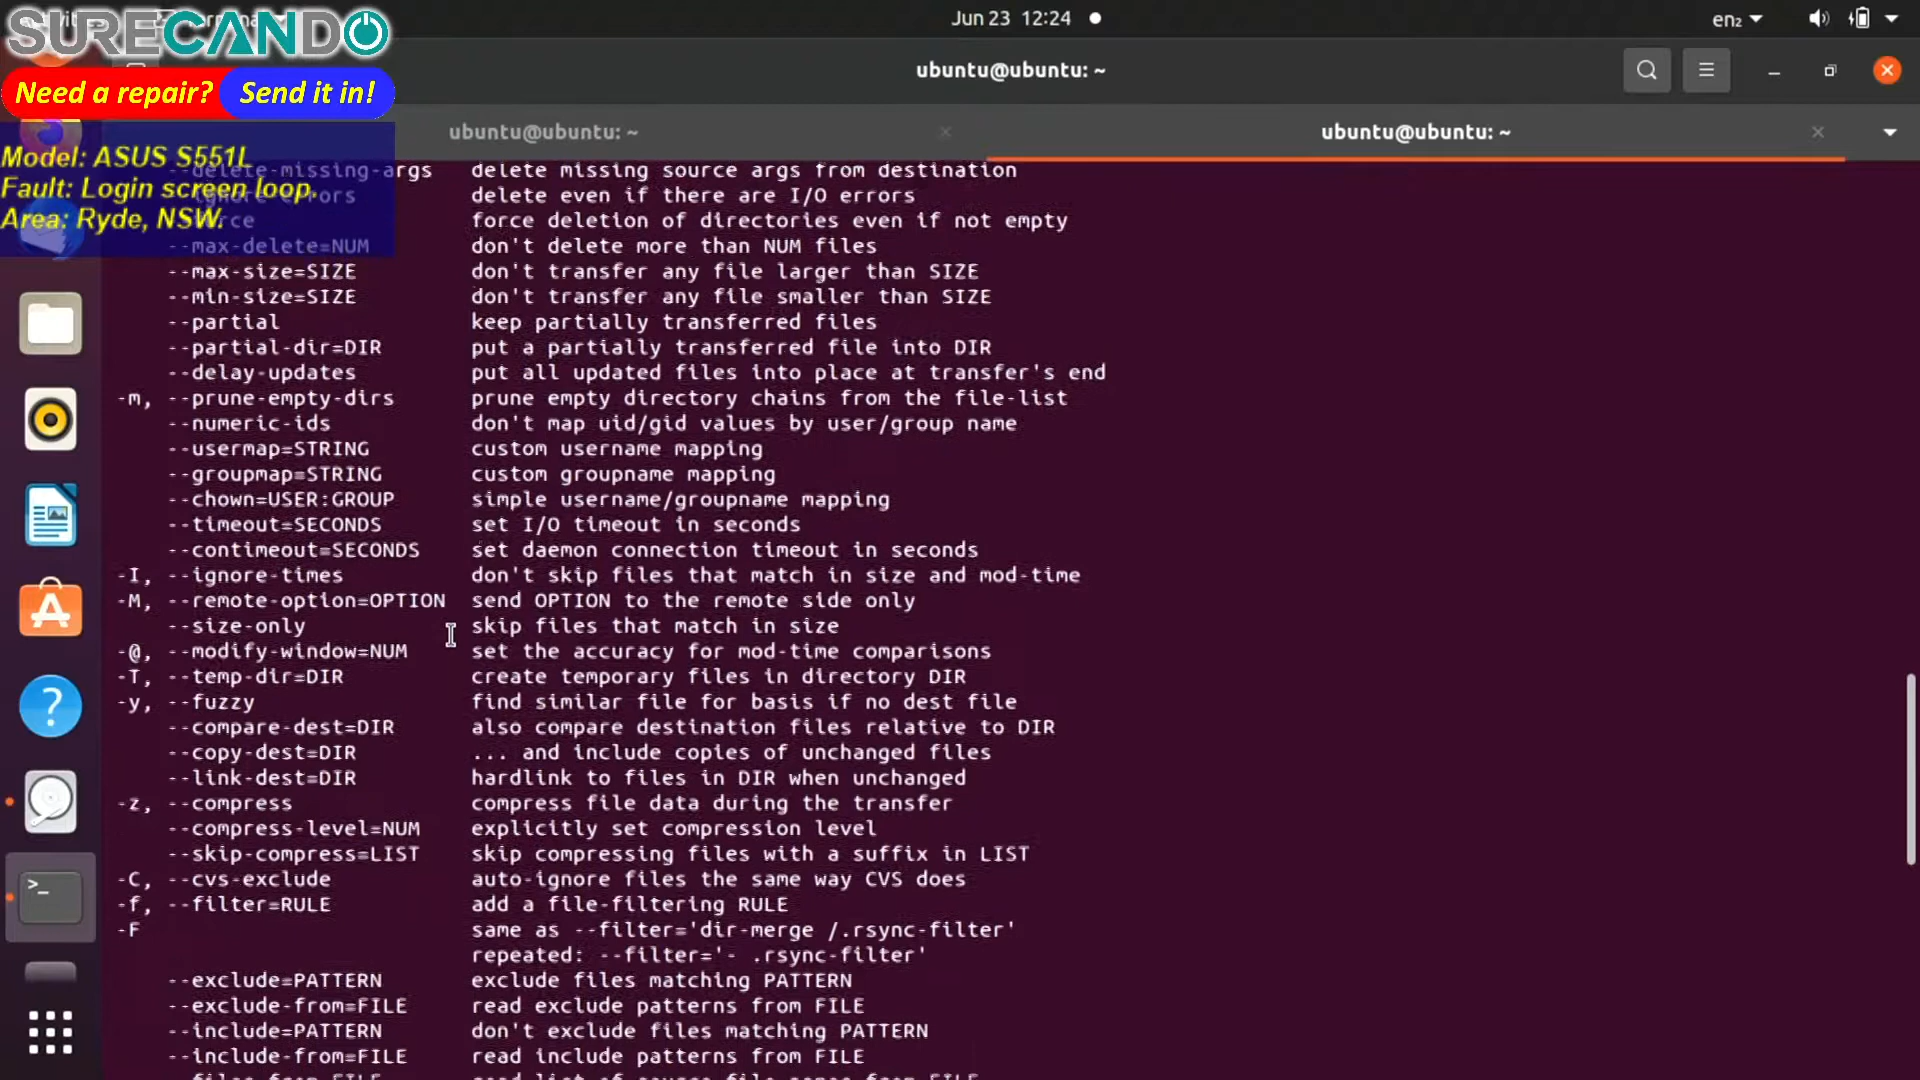 SURECANDO
Need a repair? Send it in!
Model: ASUS S551L
Fault: Login screen loop.
Area: Ryde, NSW.
Jun 23 12:24
en₂
ubuntu@ubuntu: ~
ubuntu@ubuntu: ~
ubuntu@ubuntu: ~
--delete-missing-args delete missing source args from destination
errors delete even if there are I/O errors
force deletion of directories even if not empty
--max-delete=NUM don't delete more than NUM files
--max-size=SIZE don't transfer any file larger than SIZE
--min-size=SIZE don't transfer any file smaller than SIZE
--partial keep partially transferred files
--partial-dir=DIR put a partially transferred file into DIR
--delay-updates put all updated files into place at transfer's end
-m, --prune-empty-dirs prune empty directory chains from the file-list
--numeric-ids don't map uid/gid values by user/group name
--usermap=STRING custom username mapping
--groupmap=STRING custom groupname mapping
--chown=USER:GROUP simple username/groupname mapping
--timeout=SECONDS set I/O timeout in seconds
--contimeout=SECONDS set daemon connection timeout in seconds
-I, --ignore-times don't skip files that match in size and mod-time
-M, --remote-option=OPTION send OPTION to the remote side only
--size-only skip files that match in size
-@, --modify-window=NUM set the accuracy for mod-time comparisons
-T, --temp-dir=DIR create temporary files in directory DIR
-y, --fuzzy find similar file for basis if no dest file
--compare-dest=DIR also compare destination files relative to DIR
--copy-dest=DIR ... and include copies of unchanged files
--link-dest=DIR hardlink to files in DIR when unchanged
-z, --compress compress file data during the transfer
--compress-level=NUM explicitly set compression level
--skip-compress=LIST skip compressing files with a suffix in LIST
-C, --cvs-exclude auto-ignore files the same way CVS does
-f, --filter=RULE add a file-filtering RULE
-F same as --filter='dir-merge /.rsync-filter'
repeated: --filter='- .rsync-filter'
--exclude=PATTERN exclude files matching PATTERN
--exclude-from=FILE read exclude patterns from FILE
--include=PATTERN don't exclude files matching PATTERN
--include-from=FILE read include patterns from FILE